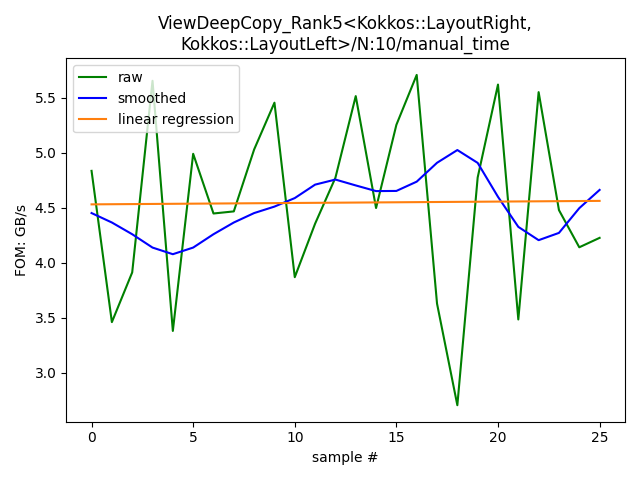 ViewDeepCopy_Rank5<Kokkos::LayoutRight,
Kokkos::LayoutLeft>/N:10/manual_time
raw
smoothed
linear regression
FOM: GB/s
5.5
5.0
4.5
4.0
3.5
3.0
0 5 10 15 20 25
sample #